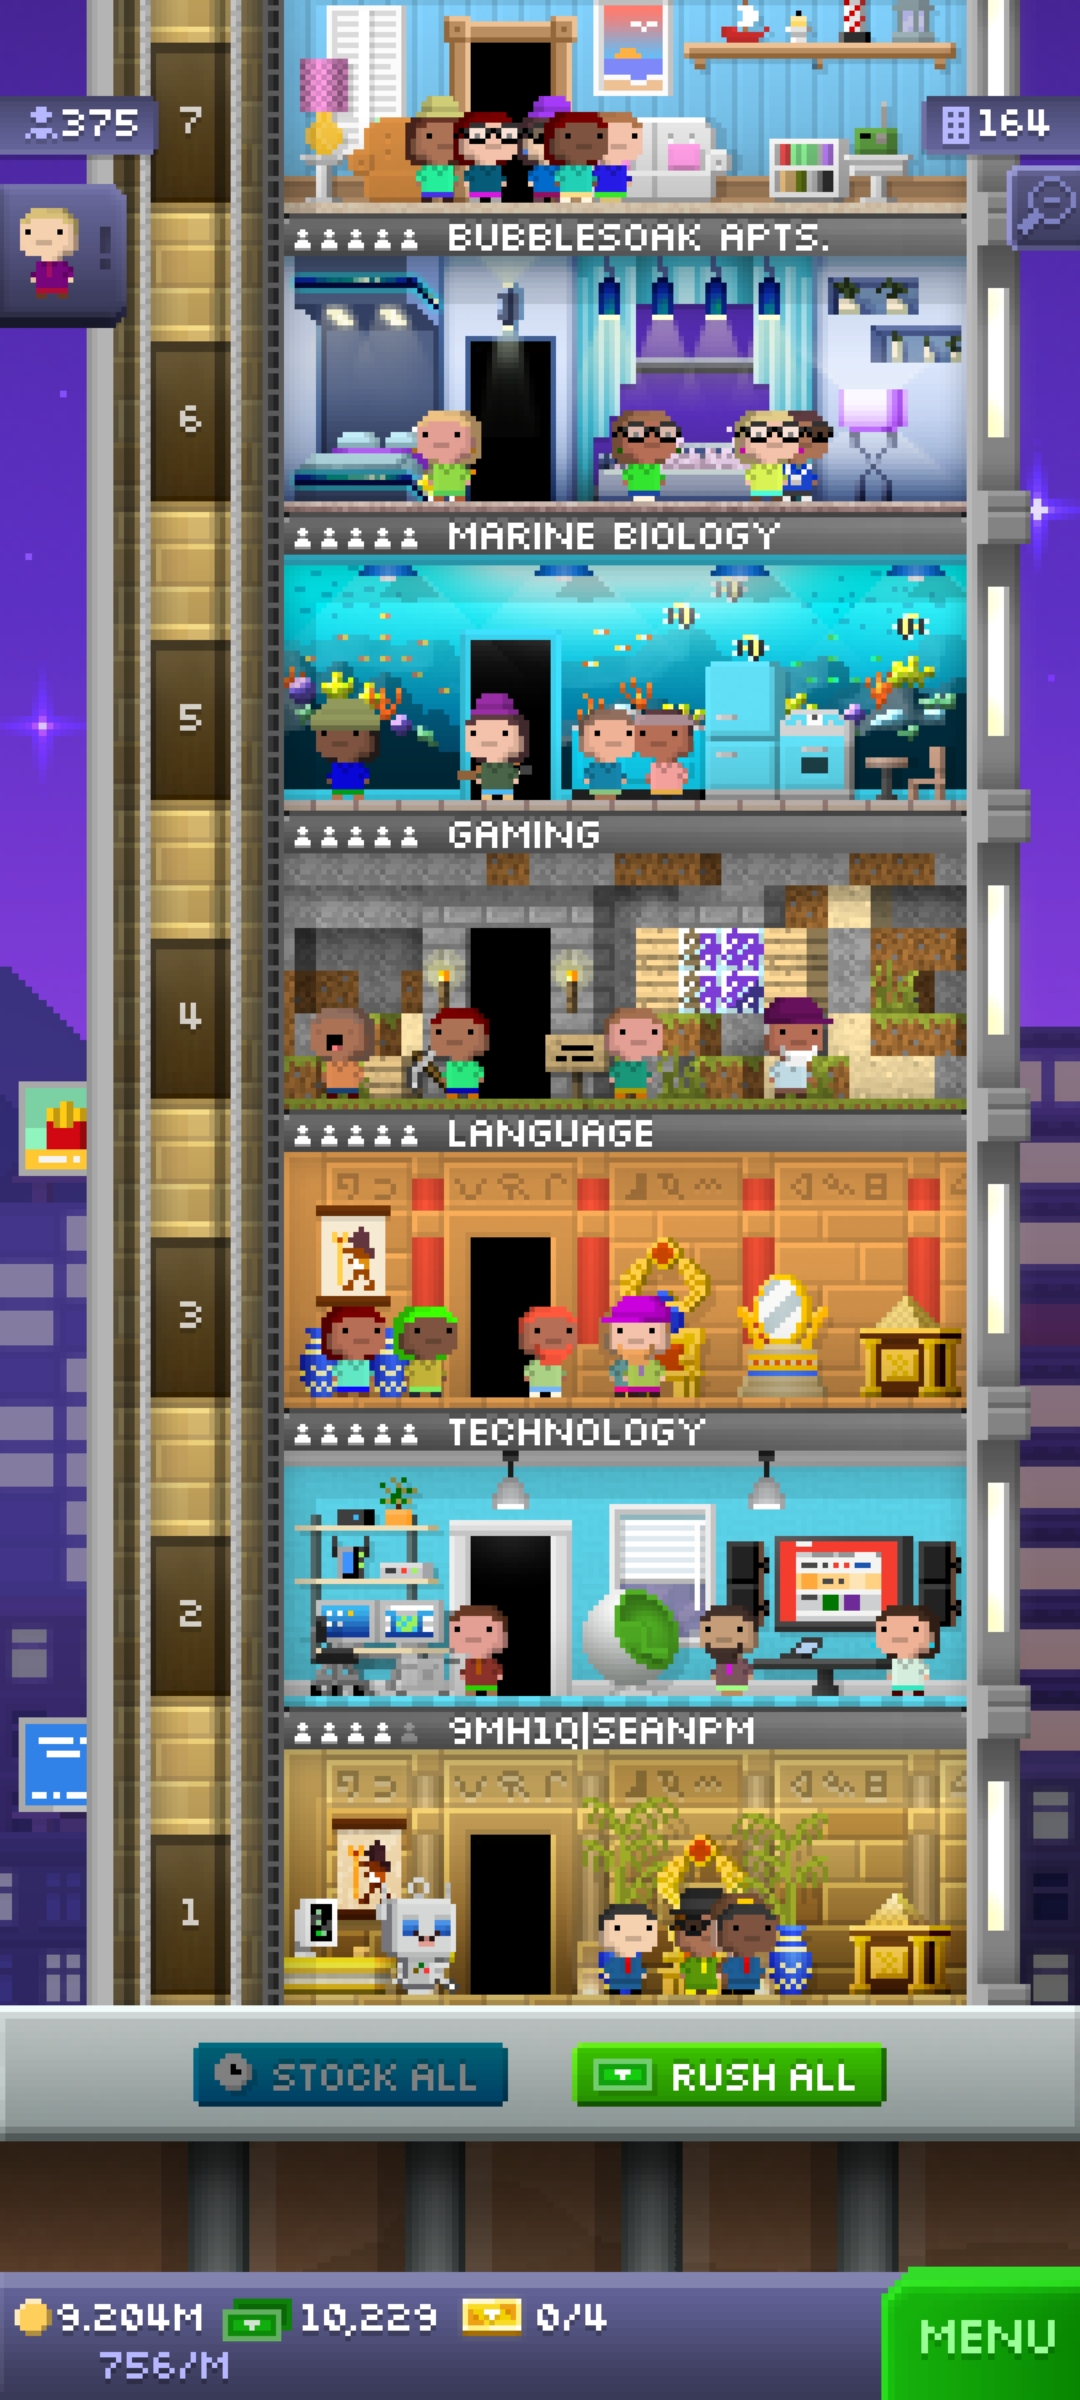 7
375
164
!
BUBBLESOAK APTS.
6
MARINE BIOLOGY
5
GAMING
4
LANGUAGE
3
TECHNOLOGY
2
9MH1Q|SEANPM
1
STOCK ALL
RUSH ALL
9.204M
10,229
0/4
756/M
MENU